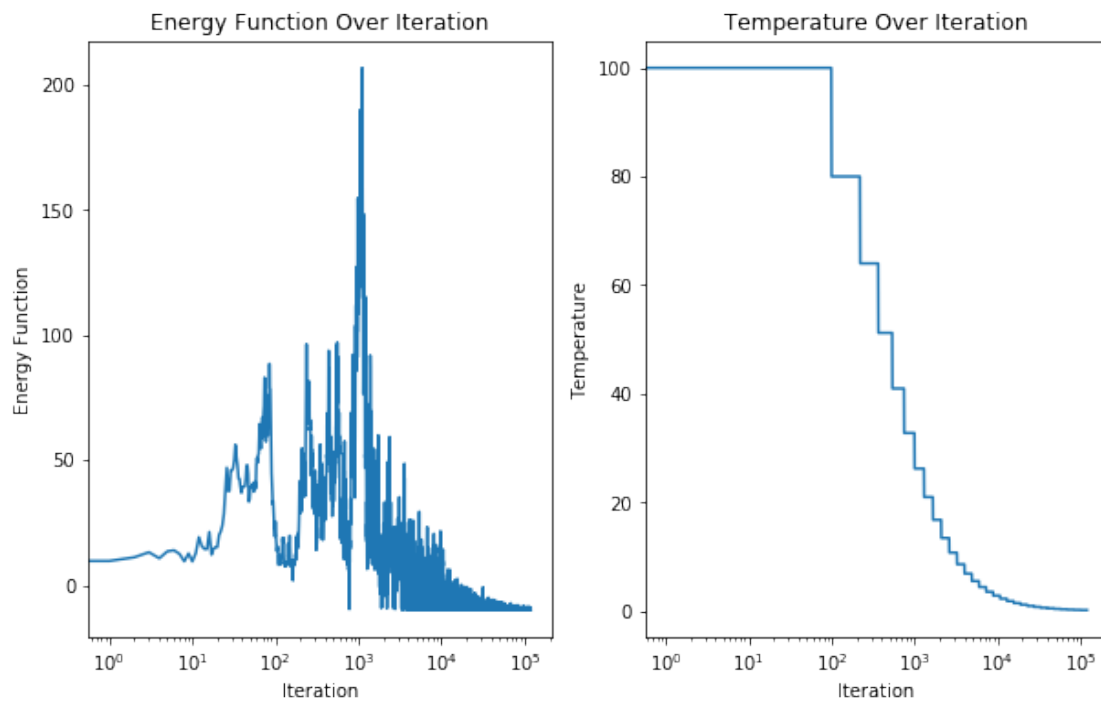 Energy Function Over Iteration
200
150
100
50
0
Energy Function
10⁰ 10¹ 10² 10³ 10⁴ 10⁵
Iteration
Temperature Over Iteration
100
80
60
40
20
0
Temperature
10⁰ 10¹ 10² 10³ 10⁴ 10⁵
Iteration